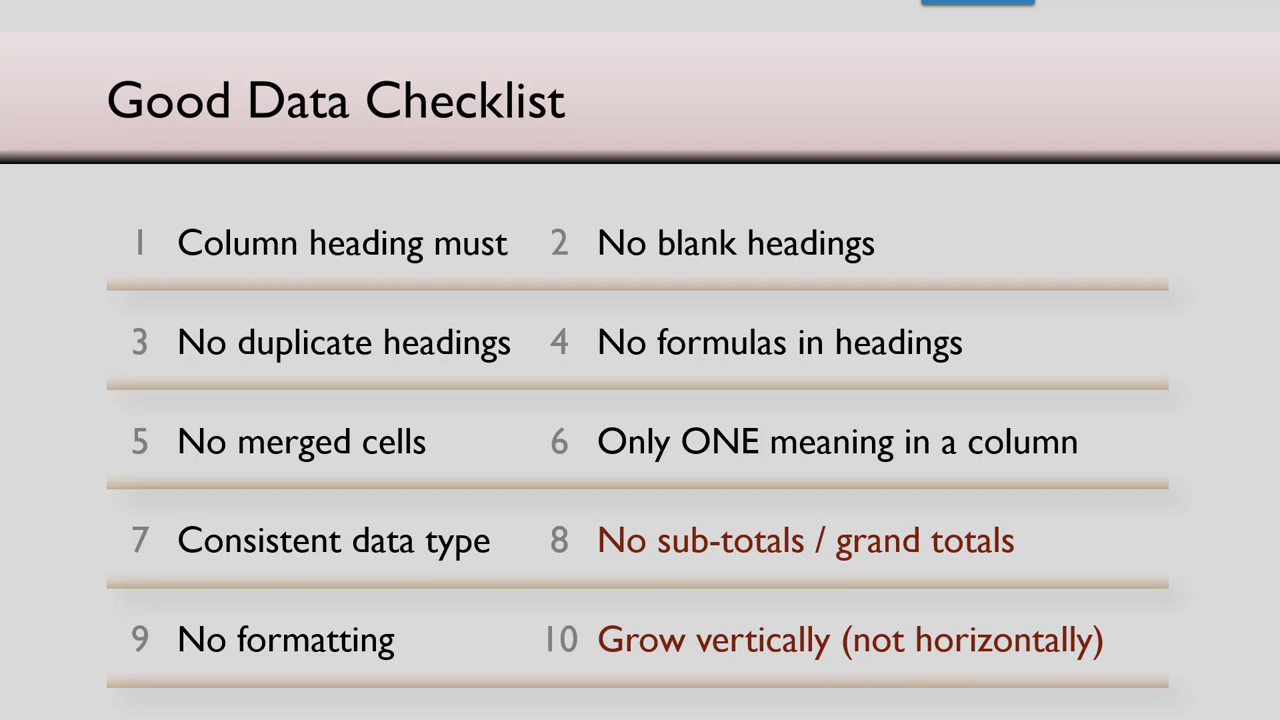 Good Data Checklist
1 Column heading must 2 No blank headings
3 No duplicate headings 4 No formulas in headings
5 No merged cells 6 Only ONE meaning in a column
7 Consistent data type 8 No sub-totals / grand totals
9 No formatting 10 Grow vertically (not horizontally)